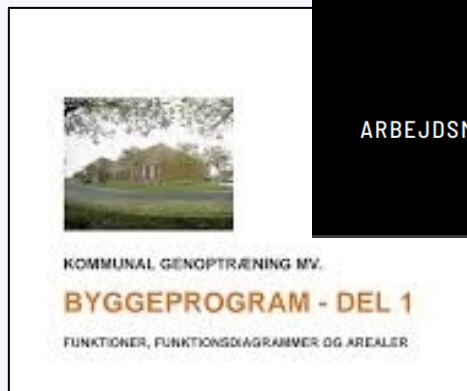 ARBEJDSN
KOMMUNAL GENOPTRÆNING MV.
BYGGEPROGRAM - DEL 1
FUNKTIONER, FUNKTIONSDIAGRAMMER OG AREALER